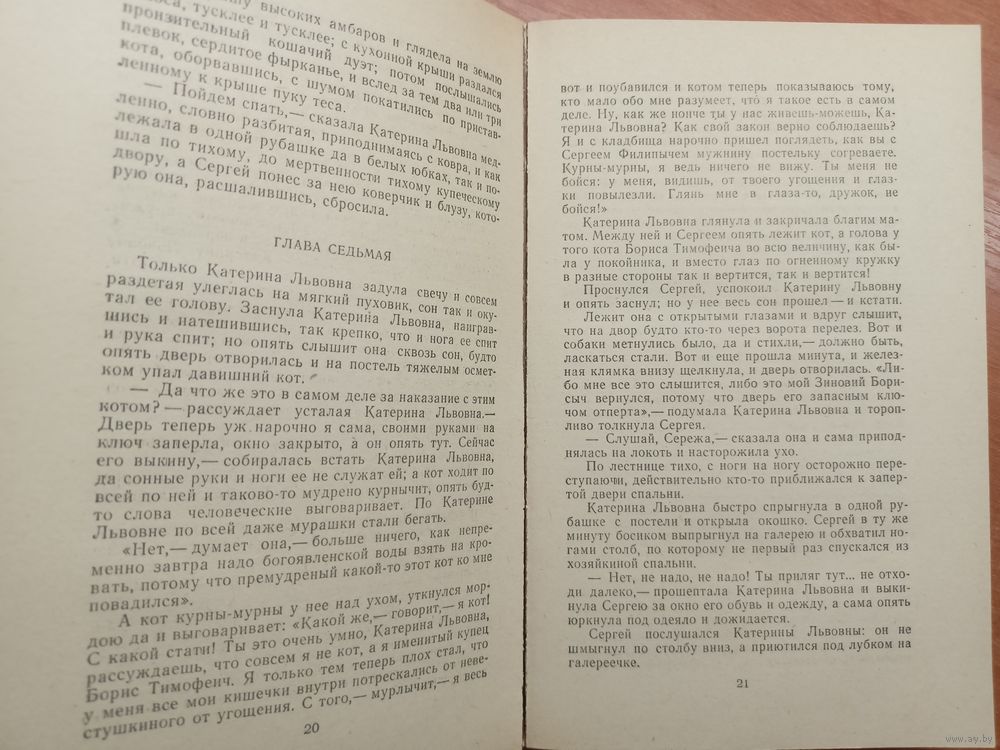 высоких амбаров и глядела на землю
тусклее и тусклее; с кухонной крыши раздался
пронзительный кошачий дуэт; потом послышались
плевок, сердитое фырканье, и вслед за тем два или три
кота, оборвавшись, с шумом покатились по пристав-
ленному к крыше пуку теса.
— Пойдем спать,— сказала Катерина Львовна мед-
ленно, словно разбитая, приподнимаясь с ковра, и как
лежала в одной рубашке да в белых юбках, так и по-
шла по тихому, до мертвенности тихому купеческому
двору, а Сергей понес за нею коверчик и блузу, кото-
рую она, расшалившись, сбросила.
ГЛАВА СЕДЬМАЯ
Только Катерина Львовна задула свечу и совсем
раздетая улеглась на мягкий пуховик, сон так и оку-
тал ее голову. Заснула Катерина Львовна, наиграв-
шись и натешившись, так крепко, что и нога ее спит
и рука спит; но опять слышит она сквозь сон, будто
опять дверь отворилась и на постель тяжелым осмет-
ком упал давишний кот.
— Да что же это в самом деле за наказание с этим
котом? — рассуждает усталая Катерина Львовна.—
Дверь теперь уж нарочно я сама, своими руками на
ключ заперла, окно закрыто, а он опять тут. Сейчас
его выкину,— собиралась встать Катерина Львовна,
да сонные руки и ноги ее не служат ей; а кот ходит по
всей по ней и таково-то мудрено курнычит, опять буд-
то слова человеческие выговаривает. По Катерине
Львовне по всей даже мурашки стали бегать.
«Нет,— думает она,— больше ничего, как непре-
менно завтра надо богоявленской воды взять на кро-
вать, потому что премудреный какой-то этот кот ко мне
повадился».
А кот курны-мурны у нее над ухом, уткнулся мор-
дою да и выговаривает: «Какой же,— говорит,— я кот!
С какой стати! Ты это очень умно, Катерина Львовна,
рассуждаешь, что совсем я не кот, а я именитый купец
Борис Тимофеич. Я только тем теперь плох стал, что
у меня все мои кишечки внутри потрескались от неве-
стушкиного от угощения. С того,— мурлычит,— я весь
20
вот и поубавился и котом теперь показываюсь тому,
кто мало обо мне разумеет, что я такое есть в самом
деле. Ну, как же нонче ты у нас живешь-можешь, Ка-
терина Львовна? Как свой закон верно соблюдаешь?
Я и с кладбища нарочно пришел поглядеть, как вы с
Сергеем Филипычем мужнину постельку согреваете.
Курны-мурны, я ведь ничего не вижу. Ты меня не
бойся: у меня, видишь, от твоего угощения и глаз-
ки повылезли. Глянь мне в глаза-то, дружок, не
бойся!»
Катерина Львовна глянула и закричала благим ма-
том. Между ней и Сергеем опять лежит кот, а голова у
того кота Бориса Тимофеича во всю величину, как бы-
ла у покойника, и вместо глаз по огненному кружку
в разные стороны так и вертится, так и вертится!
Проснулся Сергей, успокоил Катерину Львовну
и опять заснул; но у нее весь сон прошел — и кстати.
Лежит она с открытыми глазами и вдруг слышит,
что на двор будто кто-то через ворота перелез. Вот и
собаки метнулись было, да и стихли,— должно быть,
ласкаться стали. Вот и еще прошла минута, и желез-
ная клямка внизу щелкнула, и дверь отворилась. «Ли-
бо мне все это слышится, либо это мой Зиновий Бори-
сыч вернулся, потому что дверь его запасным клю-
чом отперта»,— подумала Катерина Львовна и тороп-
ливо толкнула Сергея.
— Слушай, Сережа,— сказала она и сама припод-
нялась на локоть и насторожила ухо.
По лестнице тихо, с ноги на ногу осторожно пере-
ступаючи, действительно кто-то приближался к запер-
той двери спальни.
Катерина Львовна быстро спрыгнула в одной ру-
башке с постели и открыла окошко. Сергей в ту же
минуту босиком выпрыгнул на галерею и обхватил но-
гами столб, по которому не первый раз спускался из
хозяйкиной спальни.
— Нет, не надо, не надо! Ты приляг тут... не отхо-
ди далеко,— прошептала Катерина Львовна и выки-
нула Сергею за окно его обувь и одежду, а сама опять
юркнула под одеяло и дожидается.
Сергей послушался Катерины Львовны: он не
шмыгнул по столбу вниз, а приютился под лубком на
галереечке.
21
www.ay.by